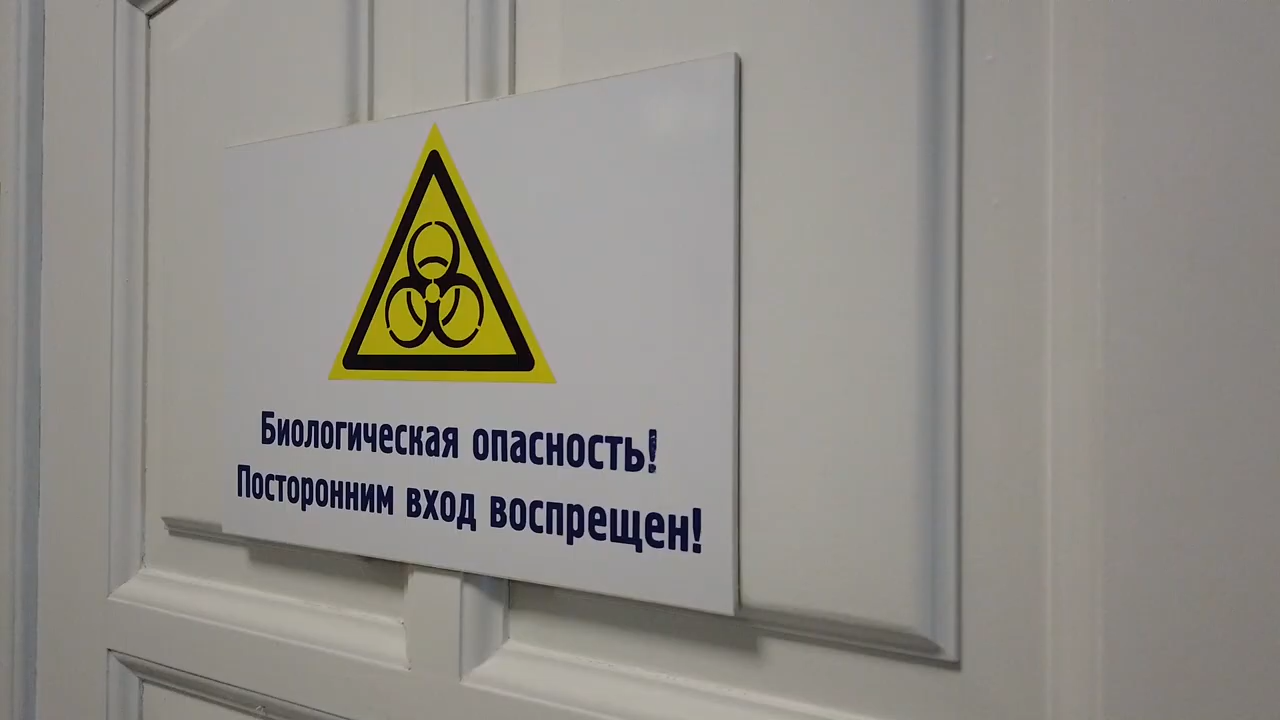 Биологическая опасность!
Посторонним вход воспрещен!